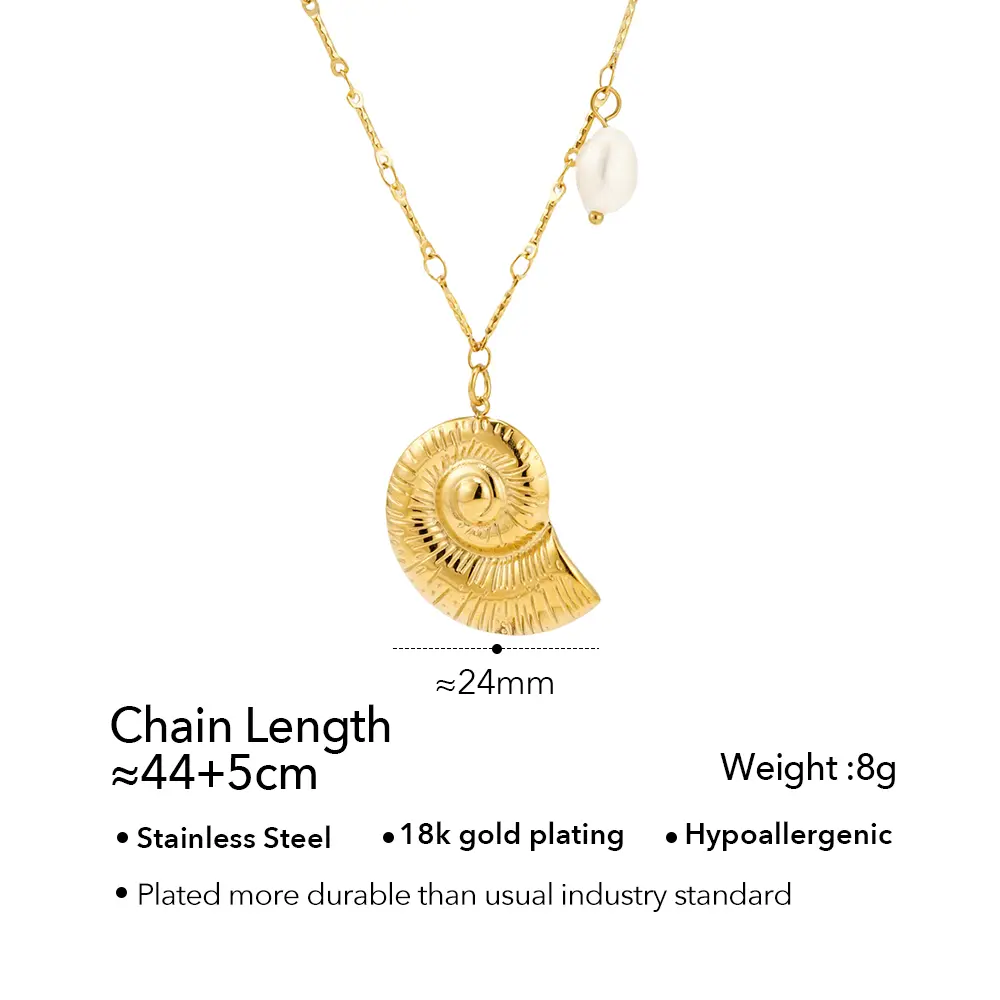 ≈24mm
Chain Length
≈44+5cm
Weight :8g
• Stainless Steel
• 18k gold plating
• Hypoallergenic
• Plated more durable than usual industry standard